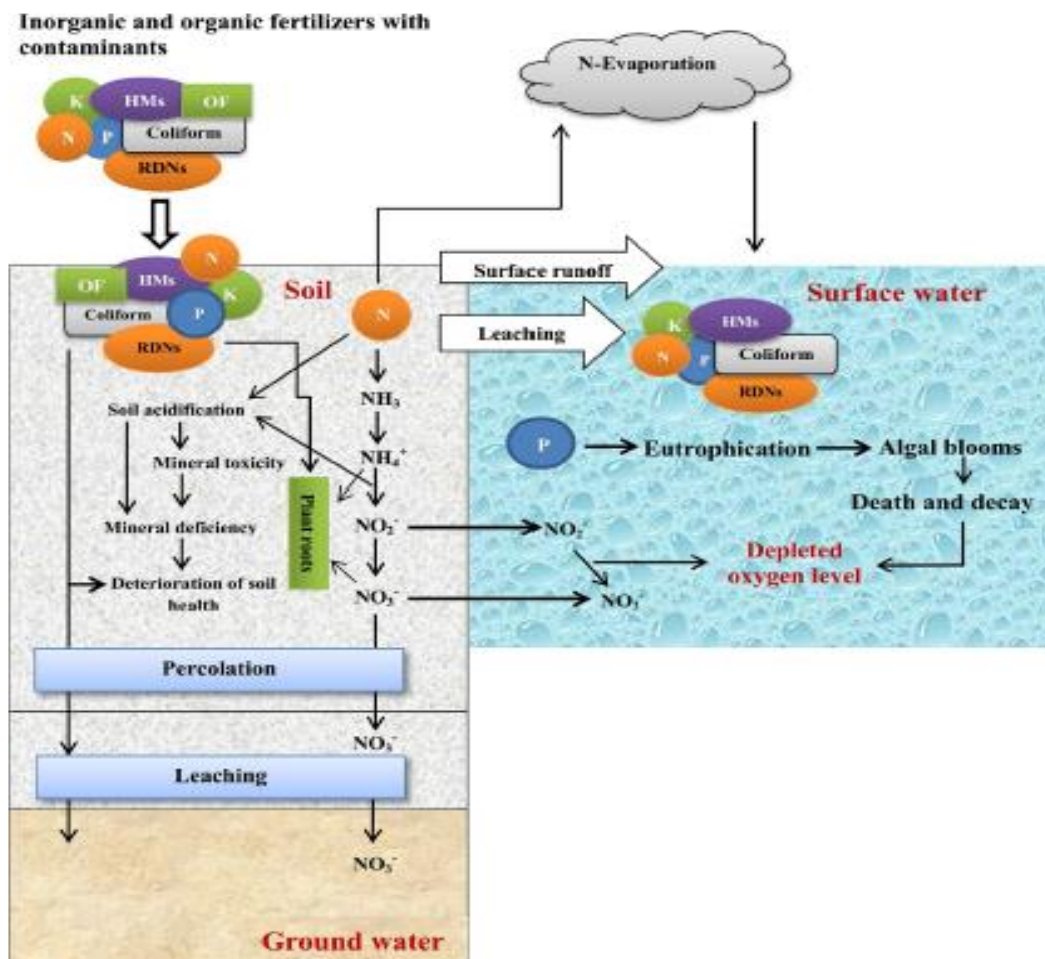 Inorganic and organic fertilizers with
contaminants
N-Evaporation
K
HMs
OF
N
P
Coliform
RDNs
N
OF
HMs
K
Soil
Coliform
P
RDNs
N
Surface runoff
Surface water
Leaching
K
HMs
N
P
Coliform
RDNs
NH₃
Soil acidification
NH₄⁺
Mineral toxicity
Plant roots
P
Eutrophication
Algal blooms
Death and decay
Mineral deficiency
NO₂⁻
NO₂⁻
Depleted
oxygen level
Deterioration of soil
health
NO₃⁻
NO₃⁻
Percolation
NO₃⁻
Leaching
NO₃⁻
Ground water